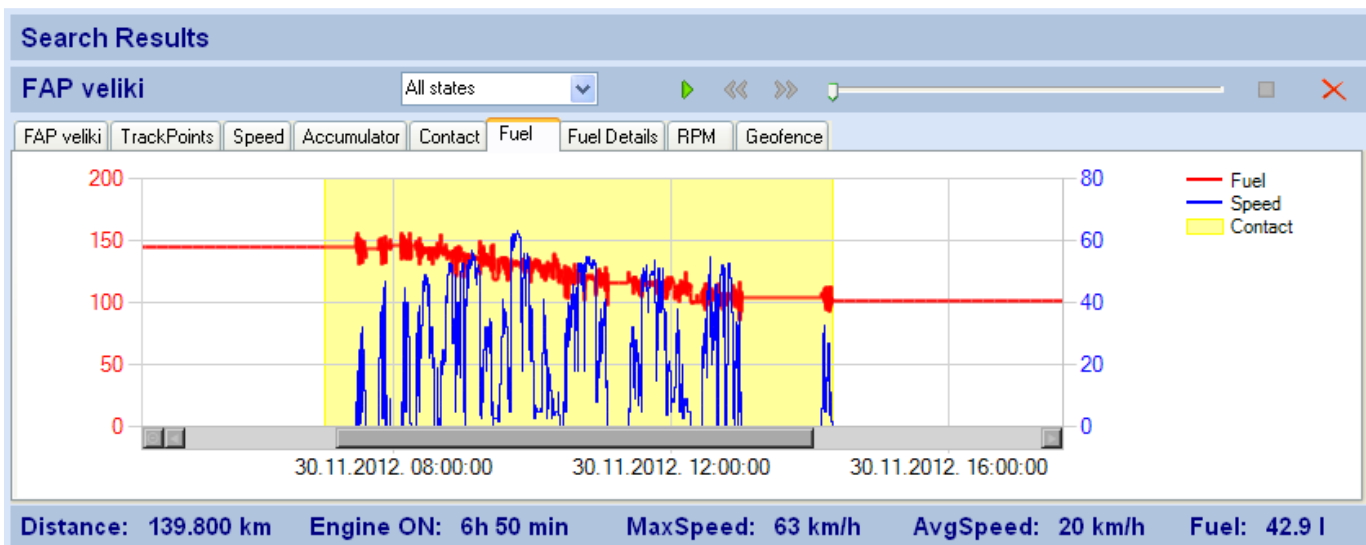 Search Results
FAP veliki All states
FAP veliki TrackPoints Speed Accumulator Contact Fuel Fuel Details RPM Geofence
200 80 Fuel
Speed
Contact
150 60
100 40
50 20
0 0
30.11.2012. 08:00:00 30.11.2012. 12:00:00 30.11.2012. 16:00:00
Distance: 139.800 km Engine ON: 6h 50 min MaxSpeed: 63 km/h AvgSpeed: 20 km/h Fuel: 42.9 l